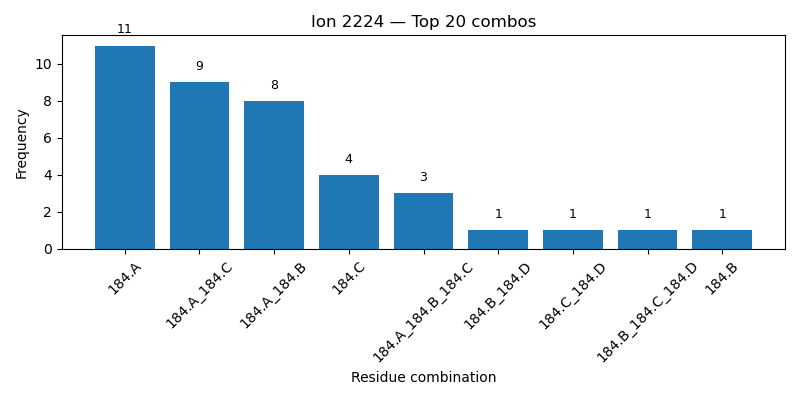 Ion 2224 — Top 20 combos
11
9
8
4
3
1
1
1
1
Frequency
10
8
6
4
2
0
184.A
184.A_184.C
184.A_184.B
184.C
184.A_184.B_184.C
184.B_184.D
184.C_184.D
184.B_184.C_184.D
184.B
Residue combination